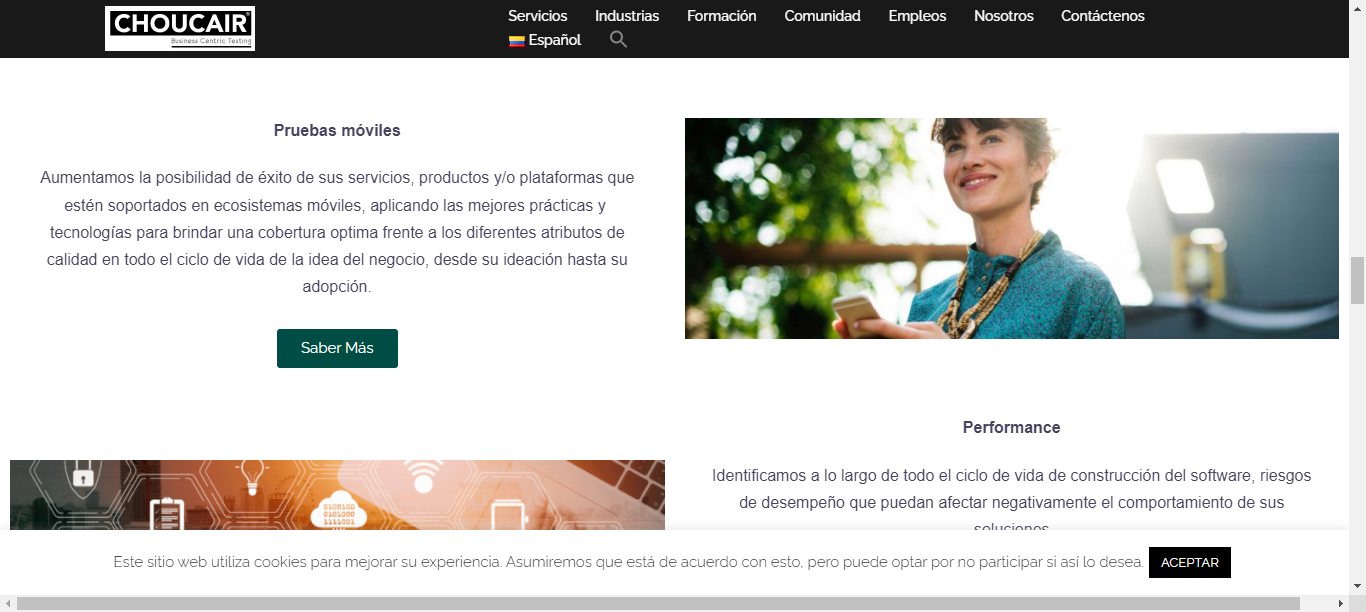 CHOUCAIR®
Business Centric Testing
Servicios Industrias Formación Comunidad Empleos Nosotros Contáctenos
Español
Pruebas móviles
Aumentamos la posibilidad de éxito de sus servicios, productos y/o plataformas que
estén soportados en ecosistemas móviles, aplicando las mejores prácticas y
tecnologías para brindar una cobertura optima frente a los diferentes atributos de
calidad en todo el ciclo de vida de la idea del negocio, desde su ideación hasta su
adopción.
Saber Más
Performance
Identificamos a lo largo de todo el ciclo de vida de construcción del software, riesgos
de desempeño que puedan afectar negativamente el comportamiento de sus
soluciones
0100100
010101000
1111001
Este sitio web utiliza cookies para mejorar su experiencia. Asumiremos que está de acuerdo con esto, pero puede optar por no participar si así lo desea. ACEPTAR